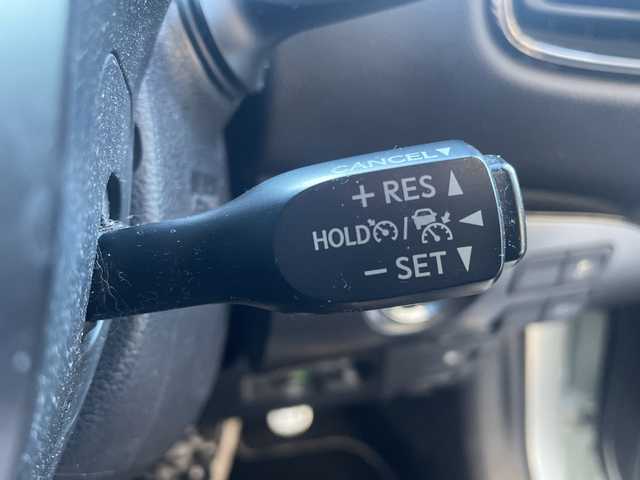 CANCEL▼
+ RES ▲
HOLD / ◀
− SET ▼